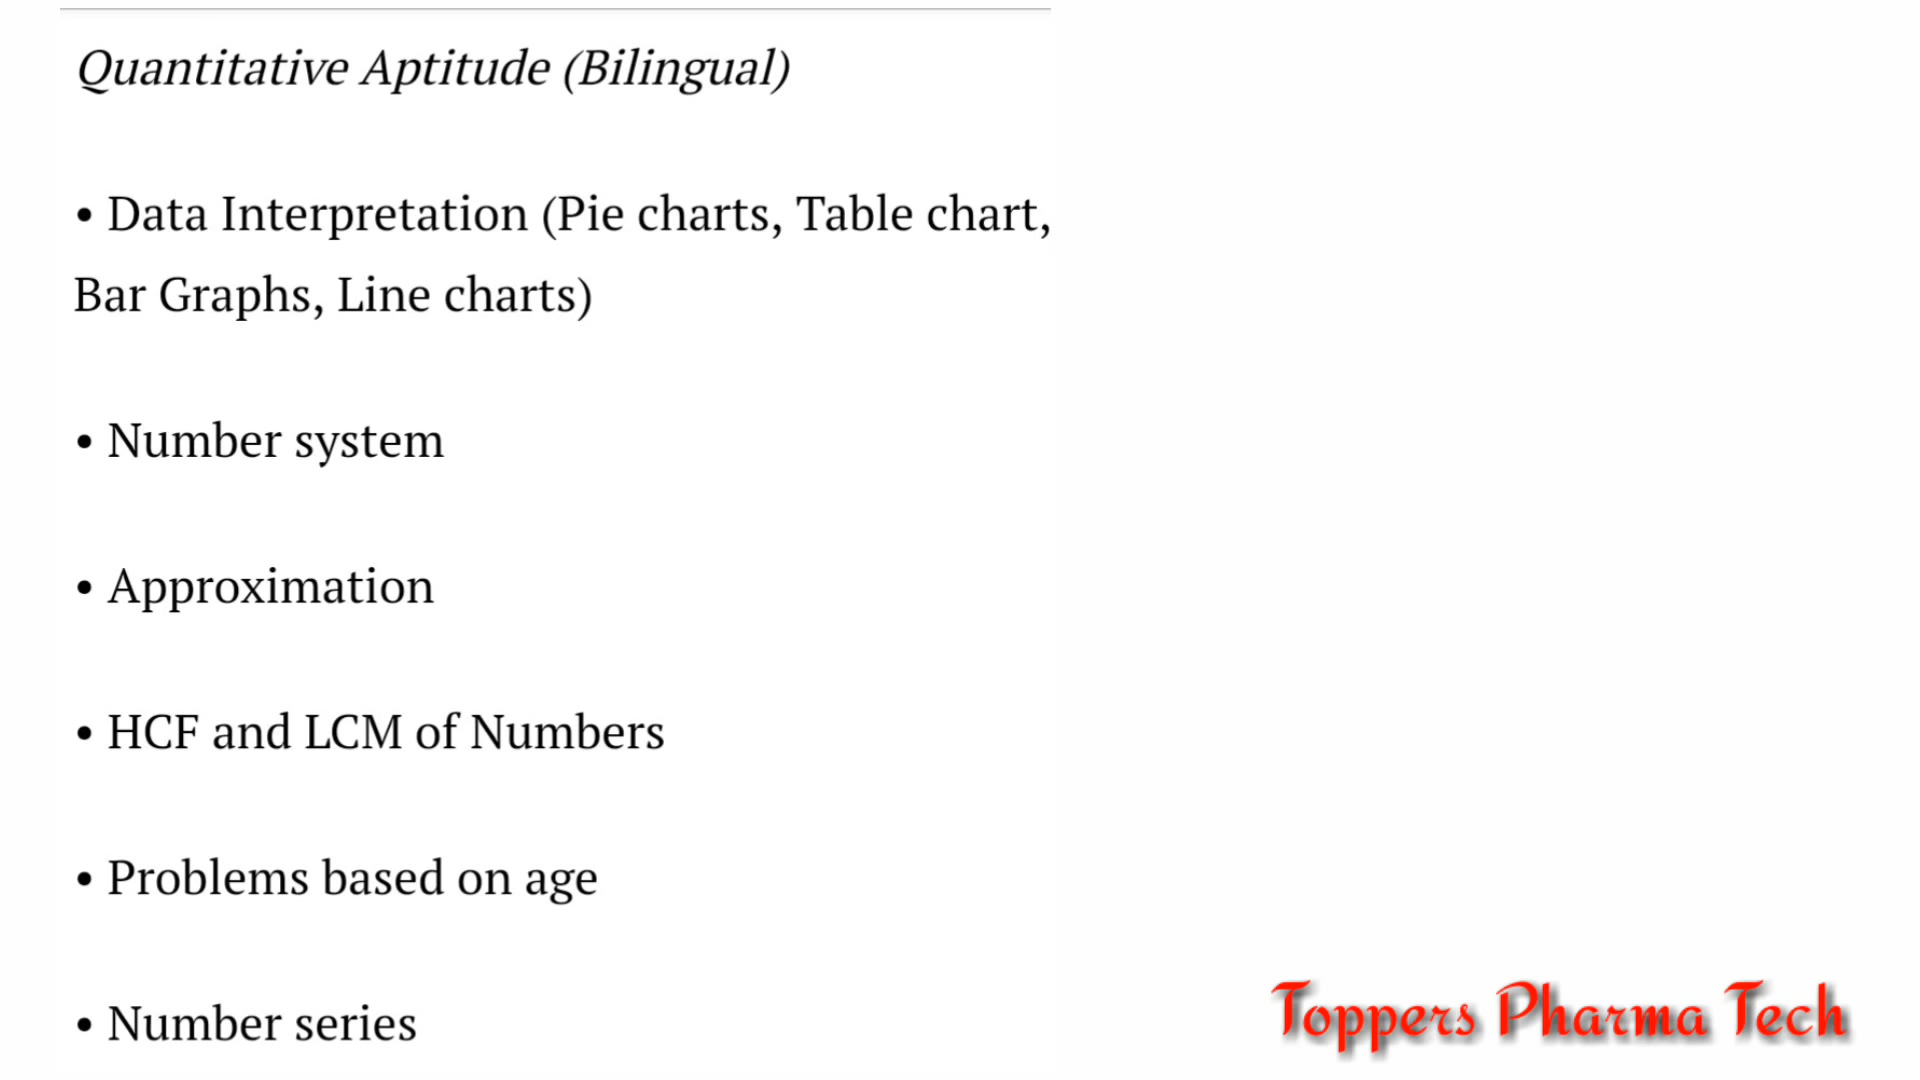 Quantitative Aptitude (Bilingual)
• Data Interpretation (Pie charts, Table chart,
Bar Graphs, Line charts)
• Number system
• Approximation
• HCF and LCM of Numbers
• Problems based on age
• Number series
Toppers Pharma Tech